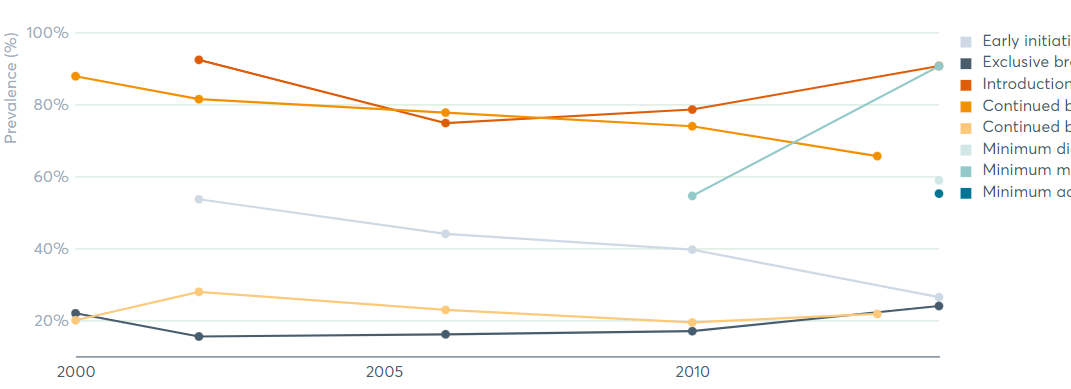 Prevalence (%)
100%
80%
60%
40%
20%
2000
2005
2010
Early initiati
Exclusive br
Introduction
Continued b
Continued b
Minimum di
Minimum m
Minimum ac